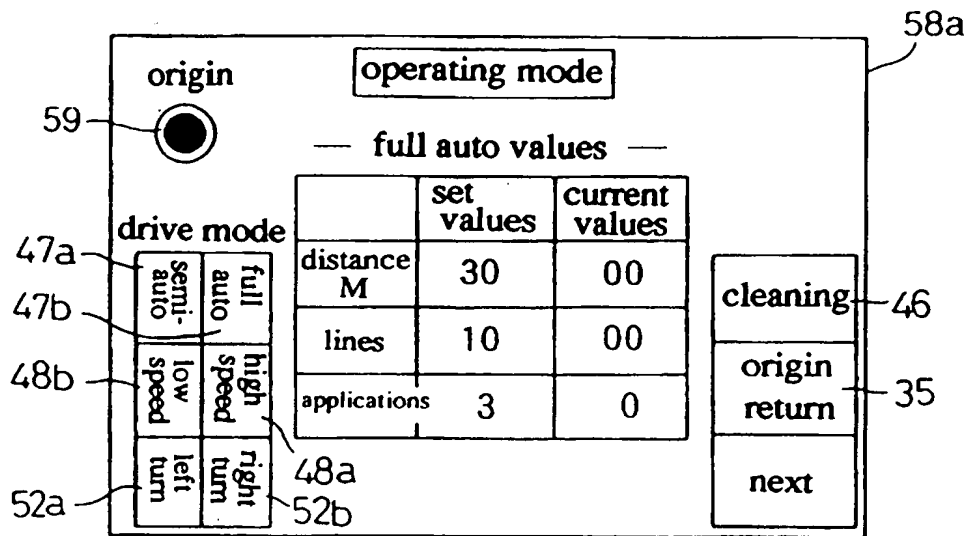 58a
origin
operating mode
59
— full auto values —
set values
current values
drive mode
47a
semi-auto
full auto
47b
distance M
30
00
cleaning
46
lines
10
00
48b
low speed
high speed
origin return
35
applications
3
0
48a
52a
left turn
right turn
52b
next